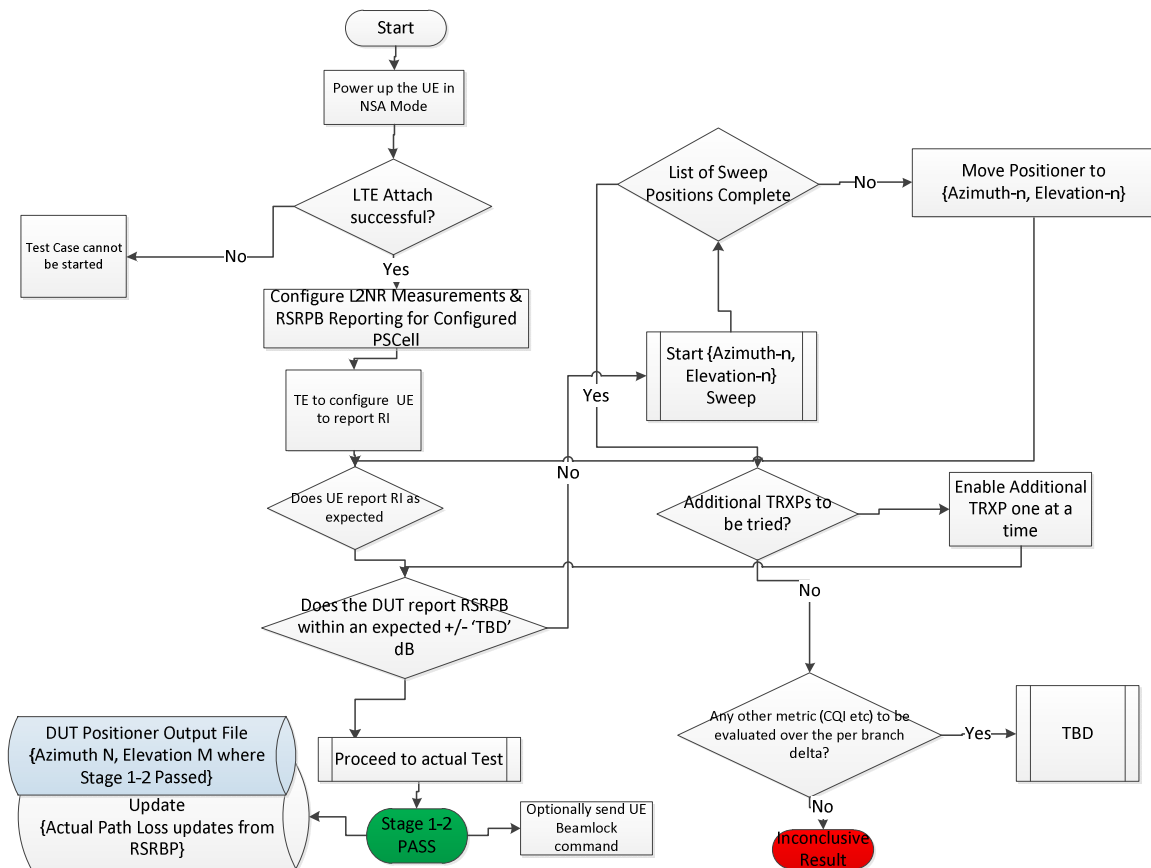 Start
Power up the UE in
NSA Mode
LTE Attach
successful?
No
Test Case cannot
be started
Yes
Configure L2NR Measurements &
RSRPB Reporting for Configured
PSCell
TE to configure UE
to report RI
Does UE report RI as
expected
Does the DUT report RSRPB
within an expected +/- ‘TBD’
dB
No
Start {Azimuth-n,
Elevation-n}
Sweep
List of Sweep
Positions Complete
No
Move Positioner to
{Azimuth-n, Elevation-n}
Yes
Additional TRXPs to
be tried?
Enable Additional
TRXP one at a
time
No
Any other metric (CQI etc) to be
evaluated over the per branch
delta?
Yes
TBD
No
Inconclusive
Result
Proceed to actual Test
Stage 1-2
PASS
Optionally send UE
Beamlock
command
DUT Positioner Output File
{Azimuth N, Elevation M where
Stage 1-2 Passed}
Update
{Actual Path Loss updates from
RSRBP}